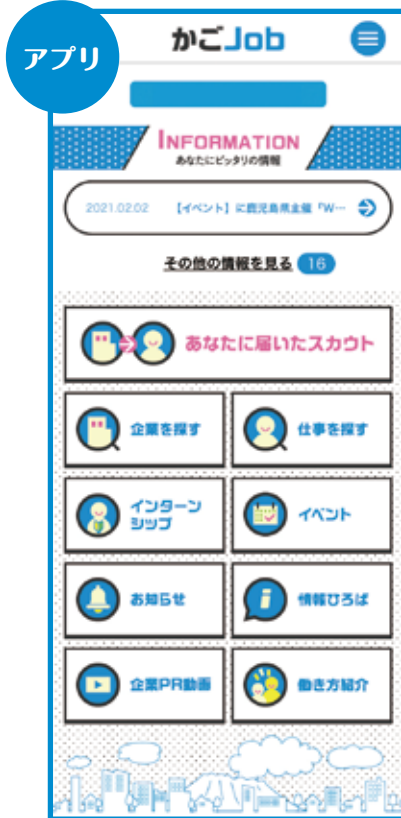 アプリ
かごJob
INFORMATION
あなたにピッタリの情報
2021.02.02 【イベント】に鹿児島県主催「W…
その他の情報を見る 16
あなたに届いたスカウト
企業を探す
仕事を探す
インターン
シップ
イベント
お知らせ
情報ひろば
企業PR動画
働き方紹介